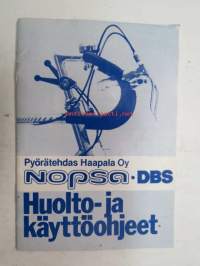 Pyörätehdas Haapala Oy
nopsa • DBS
Huolto- ja
käyttöohjeet